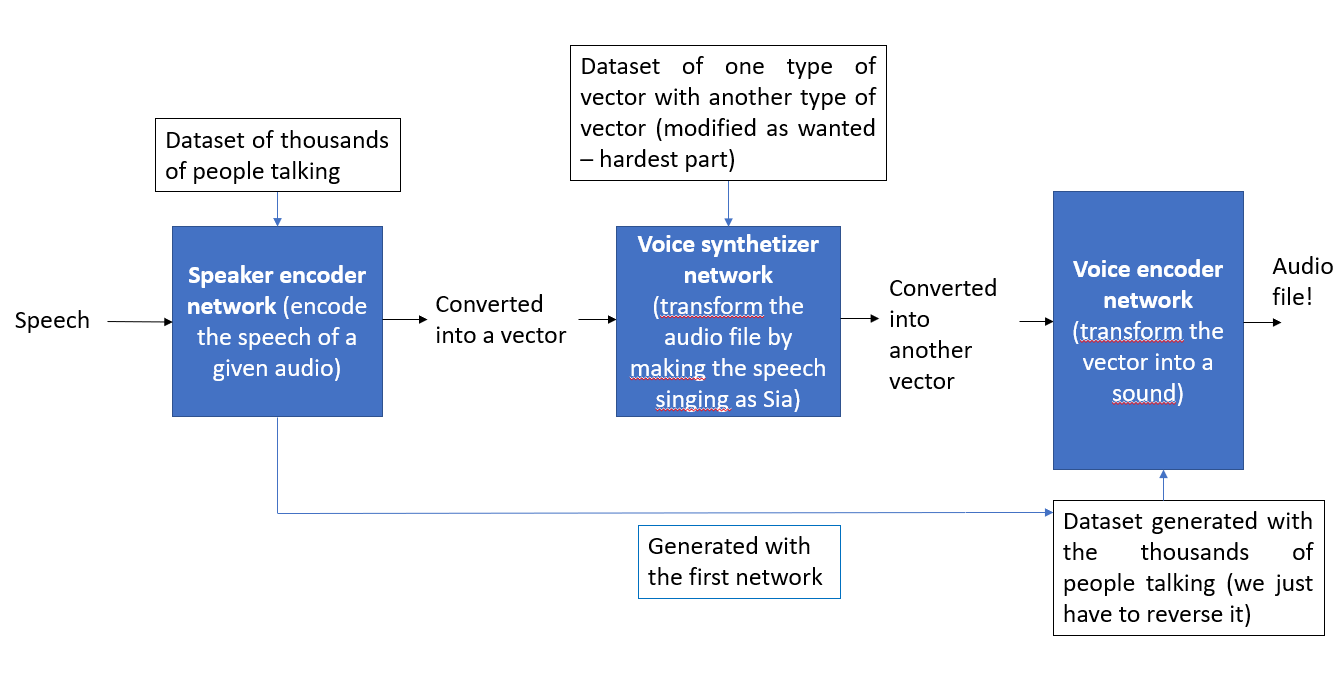 Dataset of one type of
vector with another type of
vector (modified as wanted
– hardest part)
Dataset of thousands
of people talking
Speech
Speaker encoder
network (encode
the speech of a
given audio)
Converted
into a vector
Voice synthetizer
network
(transform the
audio file by
making the speech
singing as Sia)
Converted
into
another
vector
Voice encoder
network
(transform the
vector into a
sound)
Audio
file!
Generated with
the first network
Dataset generated with
the thousands of
people talking (we just
have to reverse it)